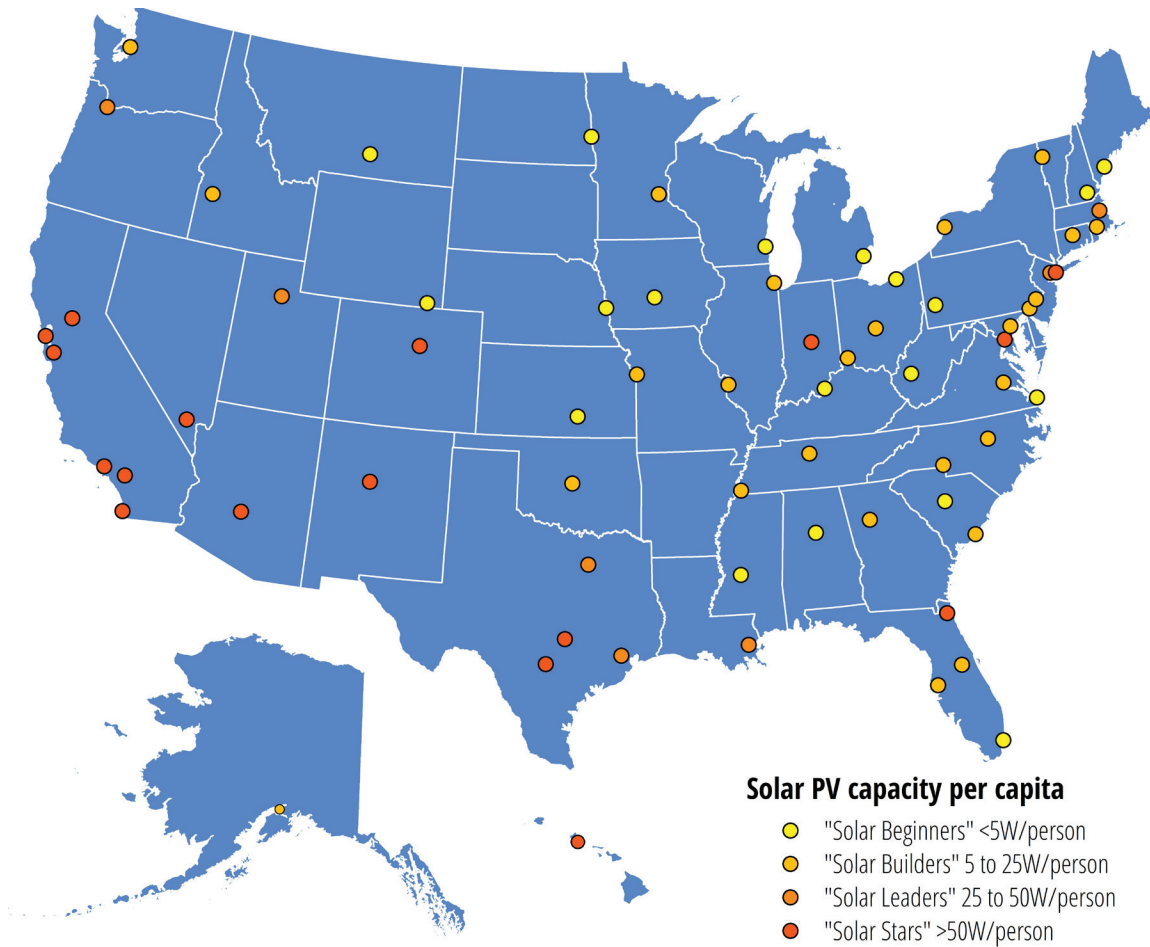 Solar PV capacity per capita
"Solar Beginners" <5W/person
"Solar Builders" 5 to 25W/person
"Solar Leaders" 25 to 50W/person
"Solar Stars" >50W/person